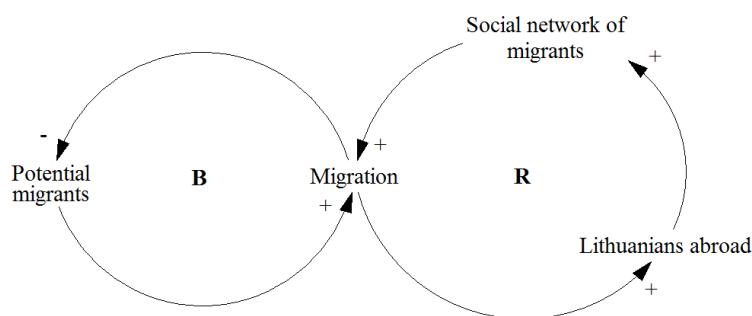 Social network of
migrants
+
-
+
Potential
migrants
B
Migration
R
+
Lithuanians abroad
+